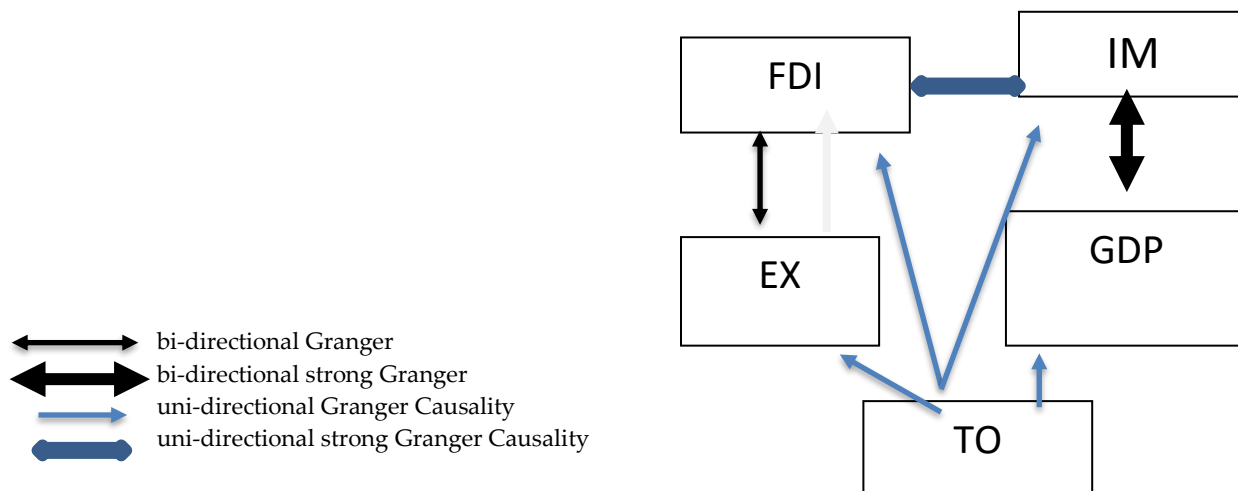 FDI
IM
EX
GDP
TO
bi-directional Granger
bi-directional strong Granger
uni-directional Granger Causality
uni-directional strong Granger Causality